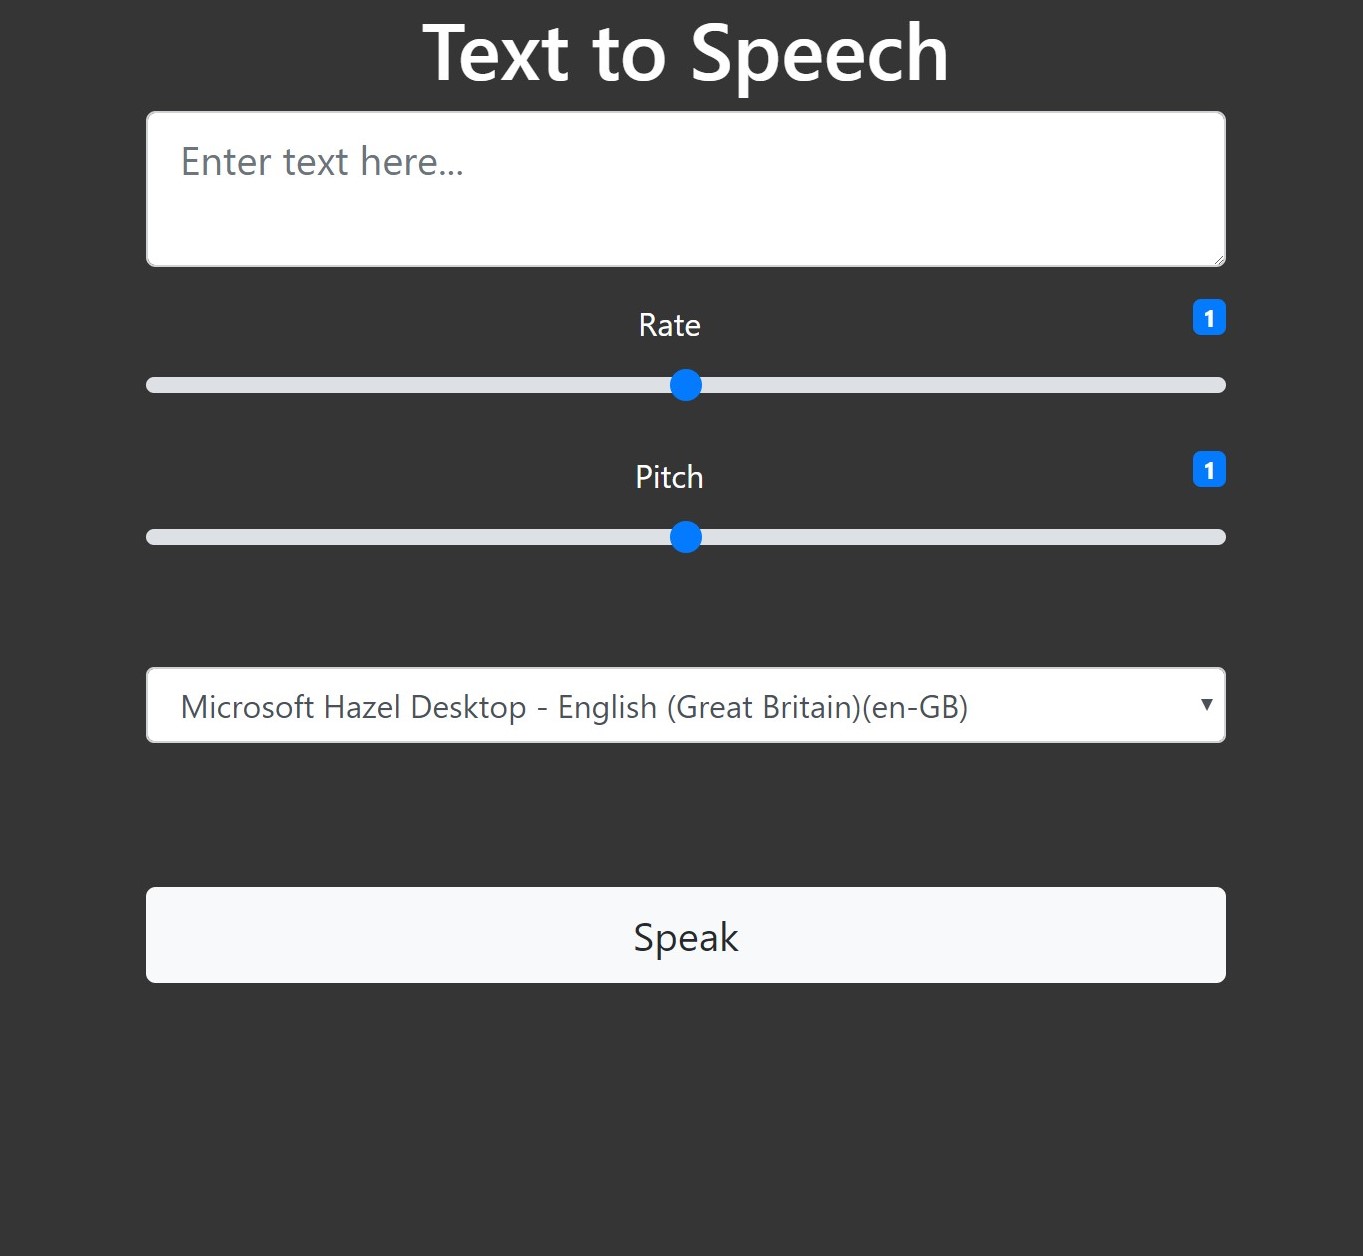 Text to Speech
Enter text here...
Rate
1
Pitch
1
Microsoft Hazel Desktop - English (Great Britain)(en-GB)
Speak